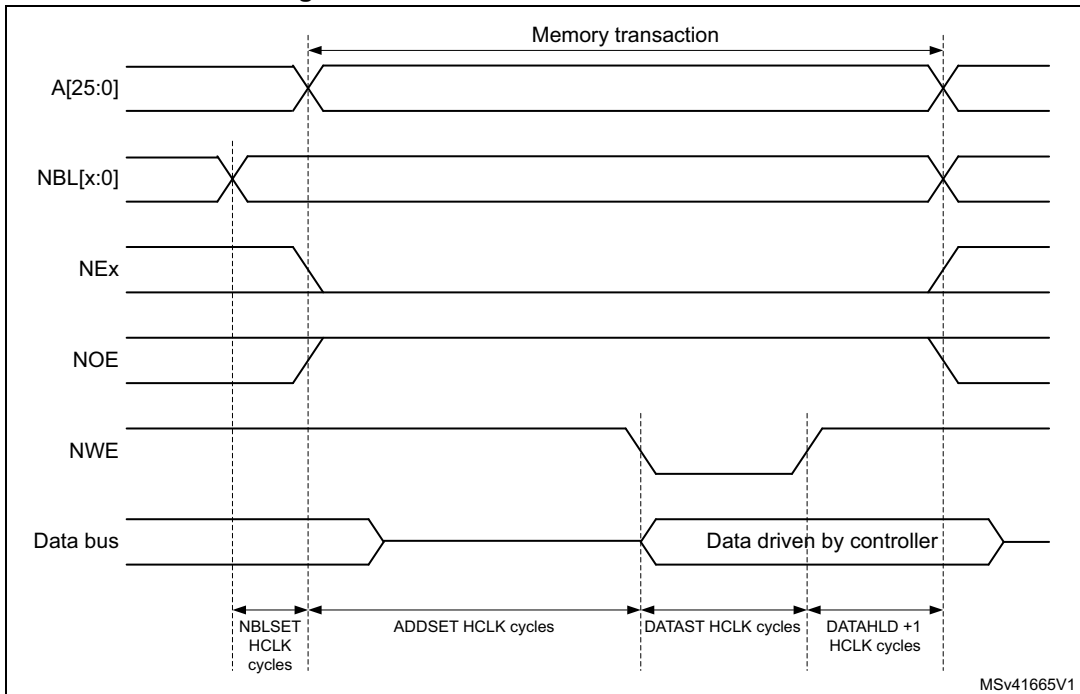 Memory transaction
A[25:0]
NBL[x:0]
NEx
NOE
NWE
Data bus
Data driven by controller
NBLSET
HCLK
cycles
ADDSET HCLK cycles
DATAST HCLK cycles
DATAHLD +1
HCLK cycles
MSv41665V1